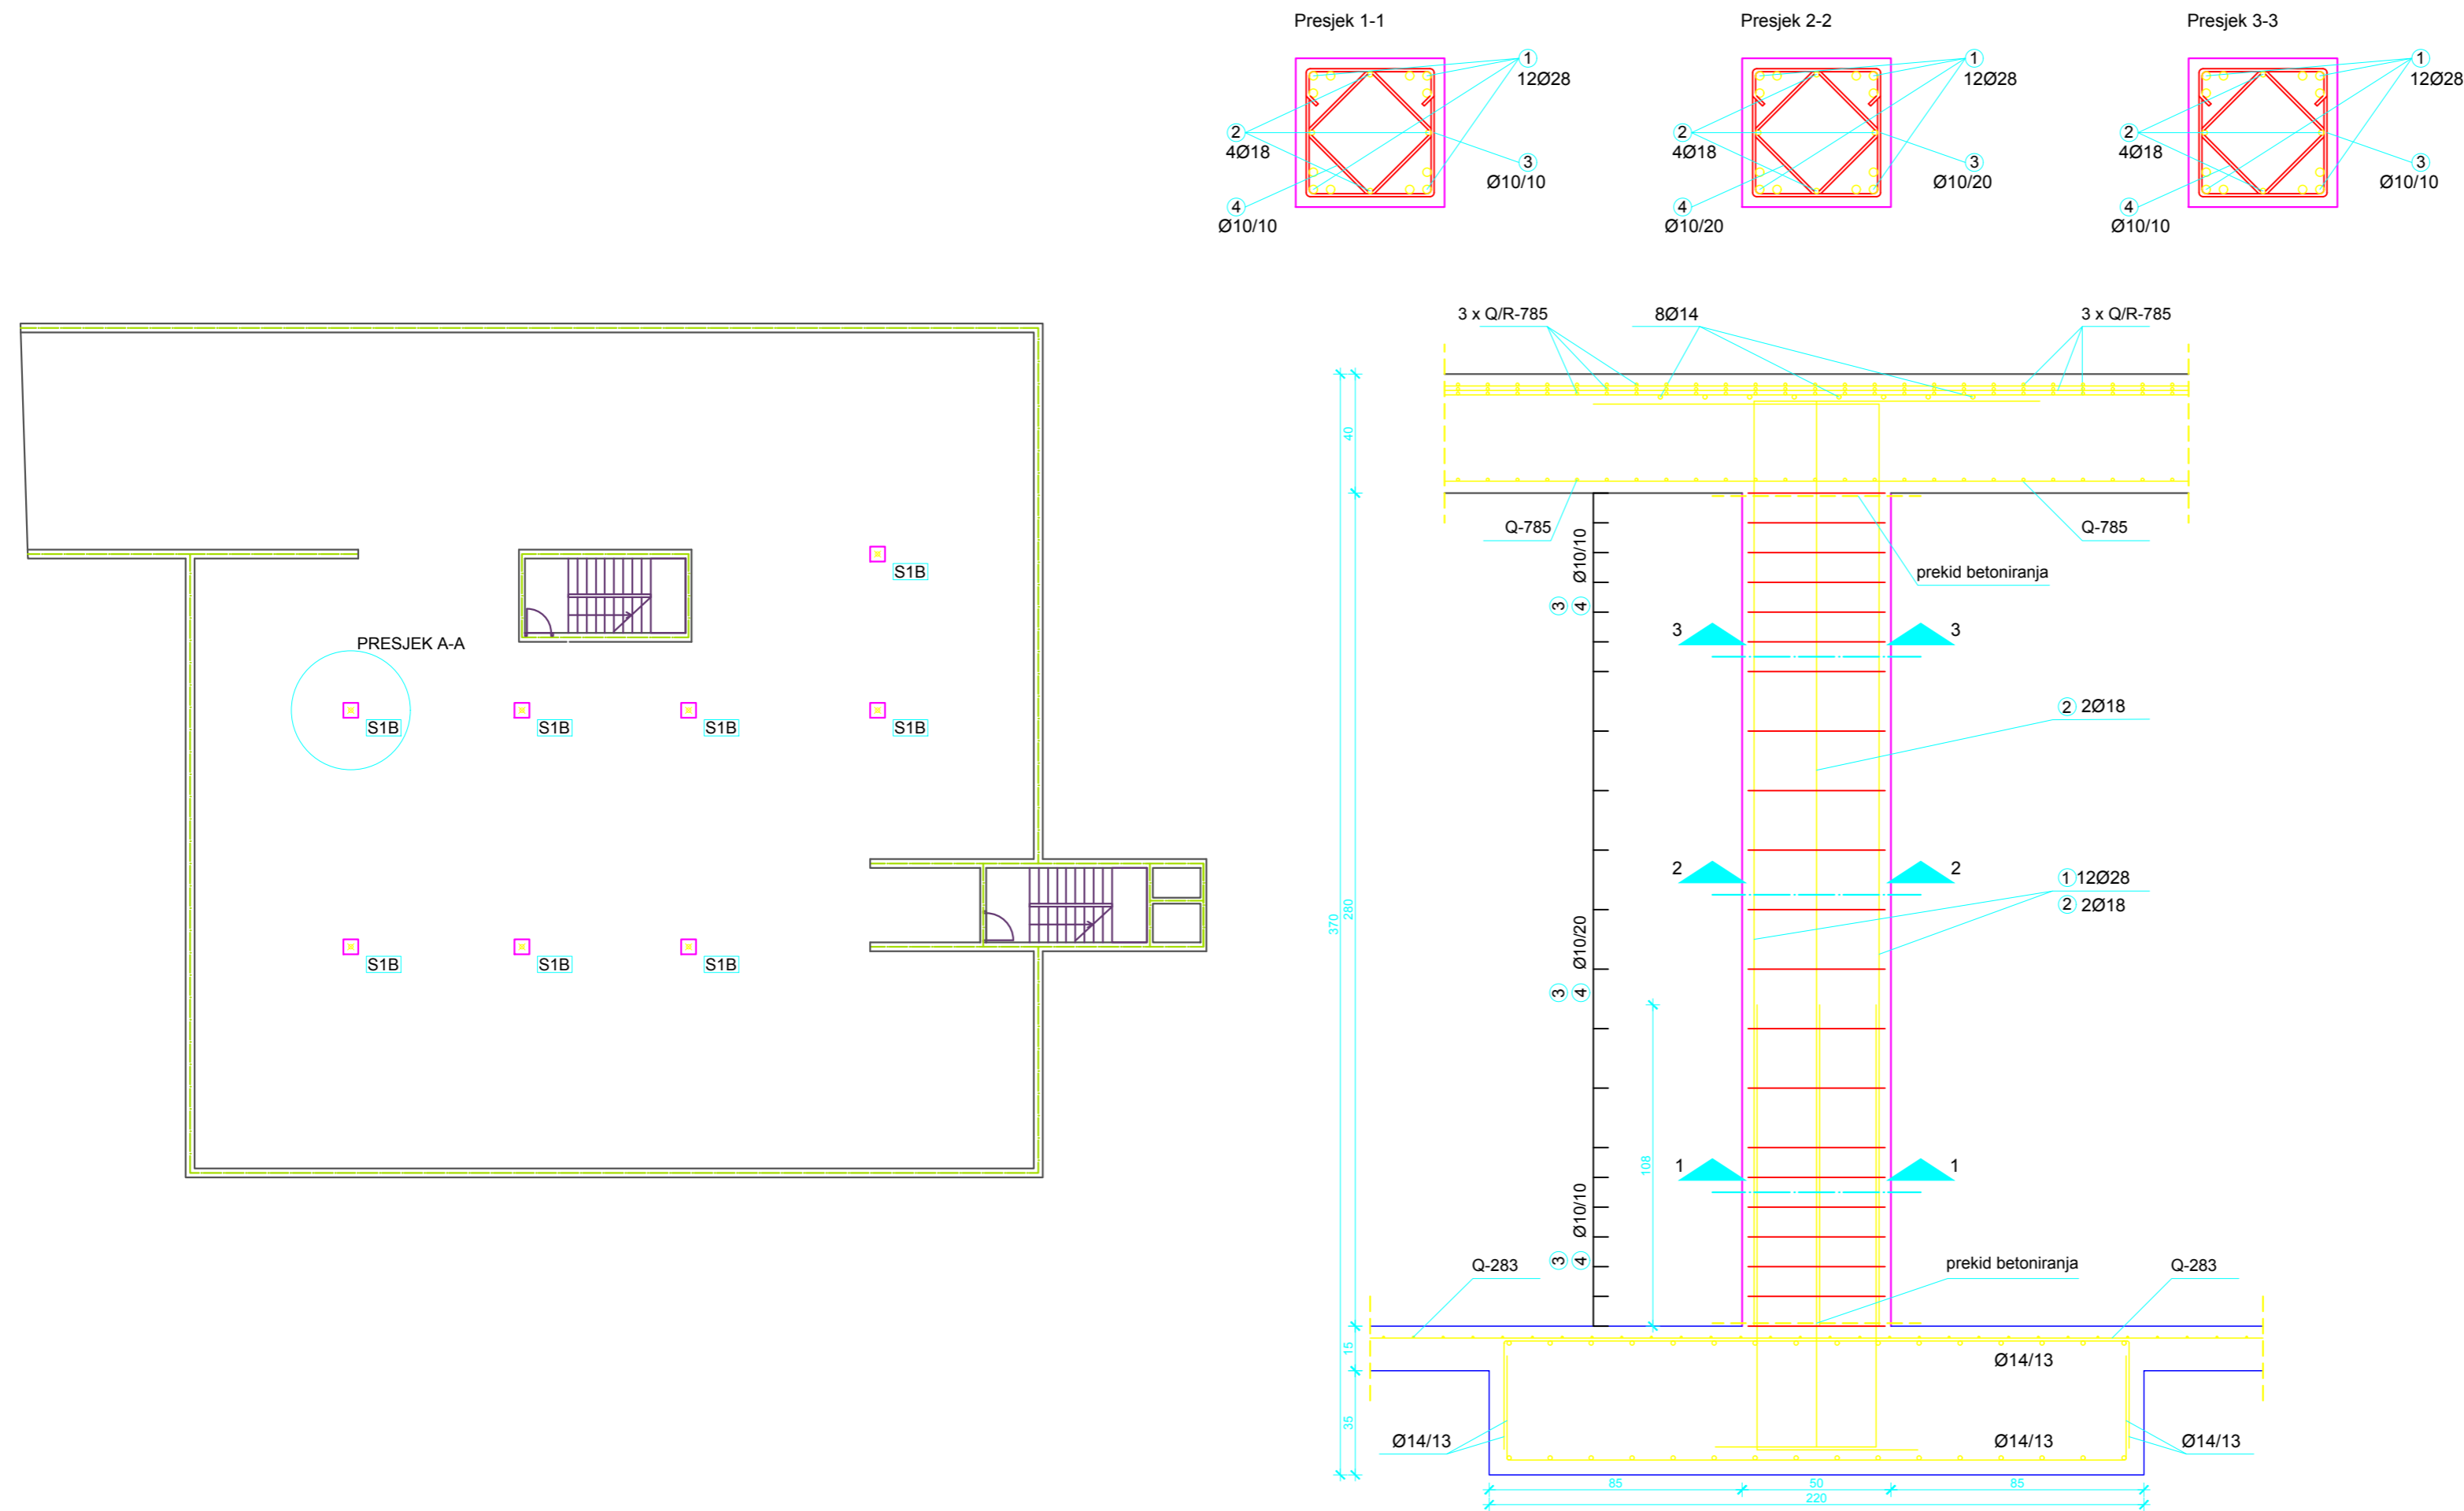 Presjek 1-1
Presjek 2-2
Presjek 3-3
1
12Ø28
2
4Ø18
3
Ø10/10
4
Ø10/10
1
12Ø28
2
4Ø18
3
Ø10/20
4
Ø10/20
1
12Ø28
2
4Ø18
3
Ø10/10
4
Ø10/10
PRESJEK A-A
S1B
S1B
S1B
S1B
S1B
S1B
S1B
S1B
3 x Q/R-785
8Ø14
3 x Q/R-785
40
Q-785
Q-785
Ø10/10
3 4
prekid betoniranja
3
3
2 2Ø18
370
280
2
2
1 12Ø28
2 2Ø18
Ø10/20
3 4
108
1
1
Ø10/10
3 4
Q-283
prekid betoniranja
Q-283
15
Ø14/13
35
Ø14/13
Ø14/13
Ø14/13
85
50
85
220